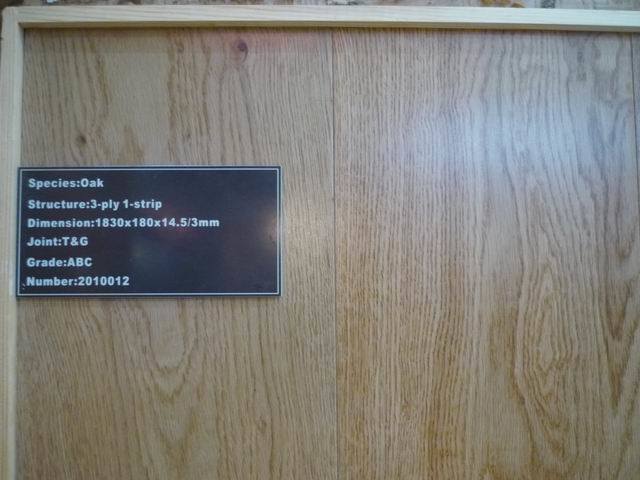 Species:Oak
Structure:3-ply 1-strip
Dimension:1830x180x14.5/3mm
Joint:T&G
Grade:ABC
Number:2010012